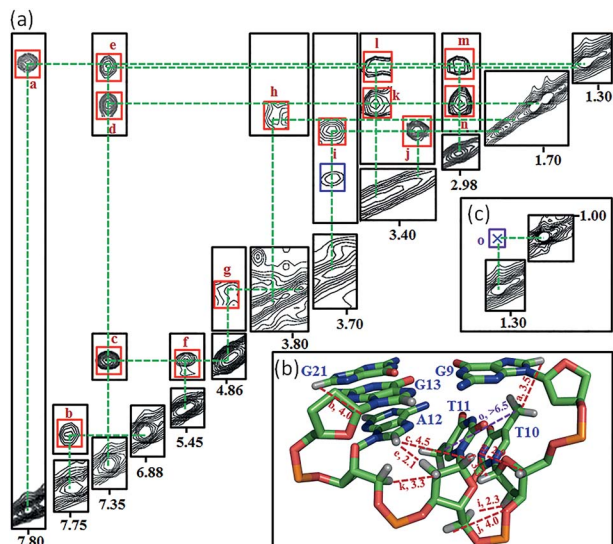 (a)
e
l
m
a
h
k
1.30
d
i
n
j
1.70
2.98
(c)
1.00
3.40
o
g
3.70
1.30
c
f
3.80
(b)
4.86
G21
G13
G9
b
b, 4.0
A12
T11
o, >6.5
T10
5.45
c, 4.5
6.88
e, 2.1
7.35
k, 3.3
i, 2.3
7.75
j, 4.0
7.80